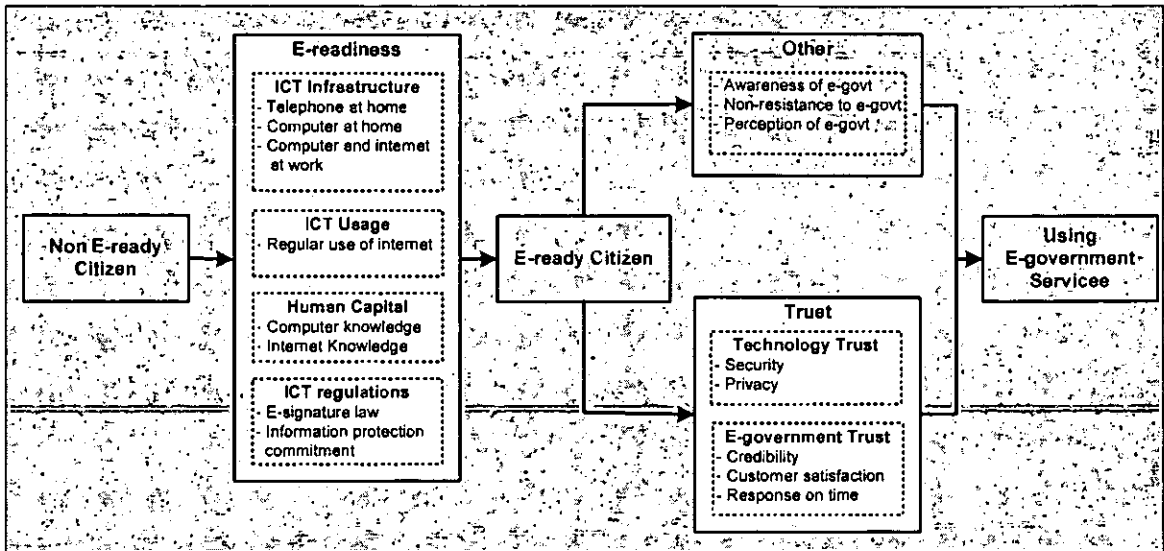 Non E-ready
Citizen
E-readiness
ICT Infrastructure
- Telephone at home
- Computer at home
- Computer and internet
at work
ICT Usage
- Regular use of internet
Human Capital
- Computer knowledge
- Internet Knowledge
ICT regulations
- E-signature law
- Information protection
commitment
E-ready Citizen
Other
- Awareness of e-govt
- Non-resistance to e-govt
- Perception of e-govt
Trust
Technology Trust
- Security
- Privacy
E-government Trust
- Credibility
- Customer satisfaction
- Response on time
Using
E-government
Services